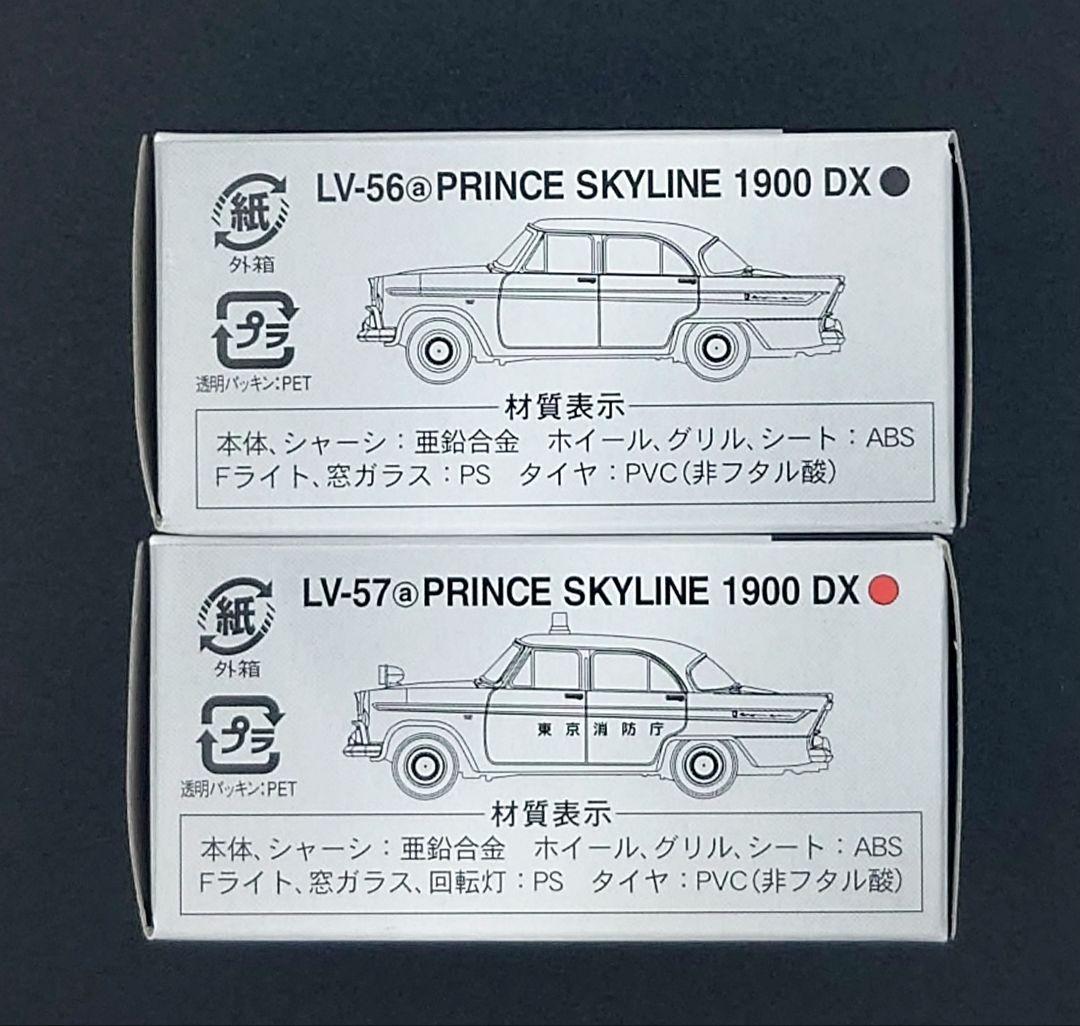 LV-56ⓐPRINCE SKYLINE 1900 DX
紙
外箱
プラ
透明パッキン:PET
材質表示
本体、シャーシ:亜鉛合金 ホイール、グリル、シート:ABS
Fライト、窓ガラス:PS タイヤ:PVC(非フタル酸)
LV-57ⓐPRINCE SKYLINE 1900 DX
紙
外箱
東京消防庁
プラ
透明パッキン:PET
材質表示
本体、シャーシ:亜鉛合金 ホイール、グリル、シート:ABS
Fライト、窓ガラス、回転灯:PS タイヤ:PVC(非フタル酸)